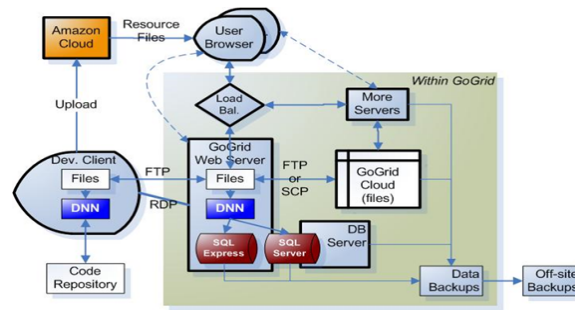 Amazon
Cloud
Resource
Files
User
Browser
Within GoGrid
Upload
Load
Bal.
More
Servers
Dev. Client
Files
DNN
FTP
RDP
GoGrid
Web Server
Files
DNN
FTP
or
SCP
GoGrid
Cloud
(files)
SQL
Express
SQL
Server
DB
Server
Code
Repository
Data
Backups
Off-site
Backups